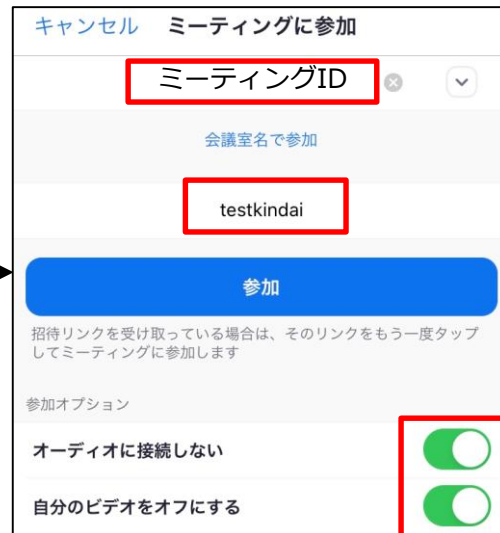 キャンセル ミーティングに参加
ミーティングID
会議室名で参加
testkindai
参加
招待リンクを受け取っている場合は、そのリンクをもう一度タップ
してミーティングに参加します
参加オプション
オーディオに接続しない
自分のビデオをオフにする